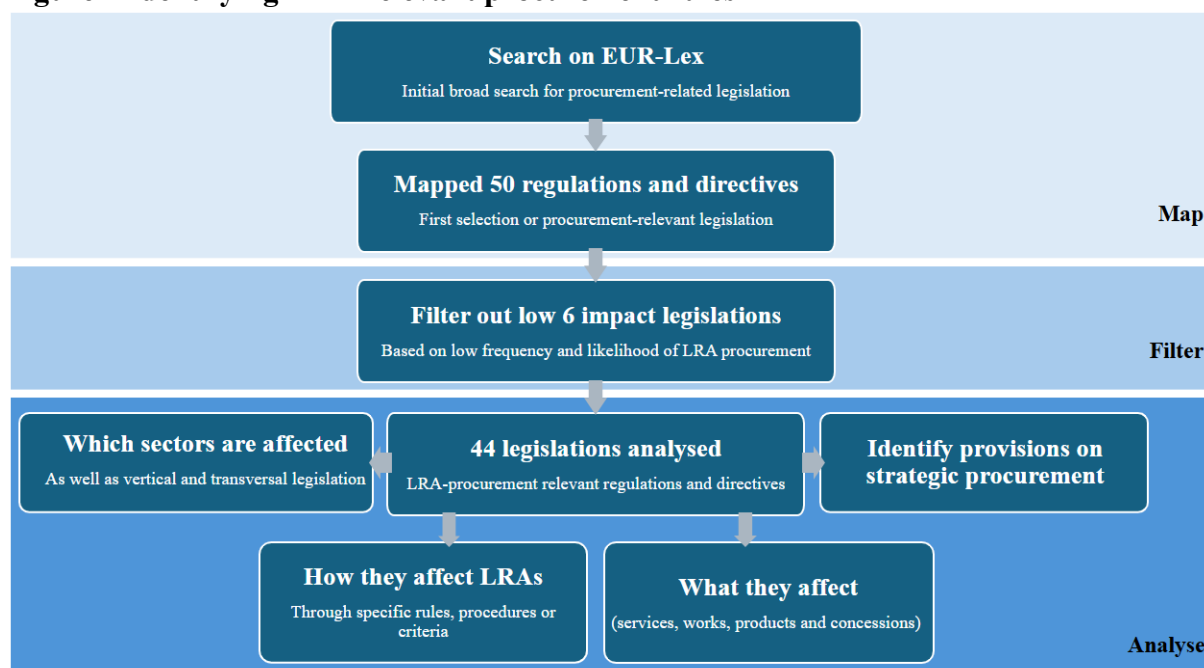 Search on EUR-Lex
Initial broad search for procurement-related legislation
Mapped 50 regulations and directives
First selection or procurement-relevant legislation
Map
Filter out low 6 impact legislations
Based on low frequency and likelihood of LRA procurement
Filter
Which sectors are affected
As well as vertical and transversal legislation
44 legislations analysed
LRA-procurement relevant regulations and directives
Identify provisions on
strategic procurement
How they affect LRAs
Through specific rules, procedures or
criteria
What they affect
(services, works, products and concessions)
Analyse